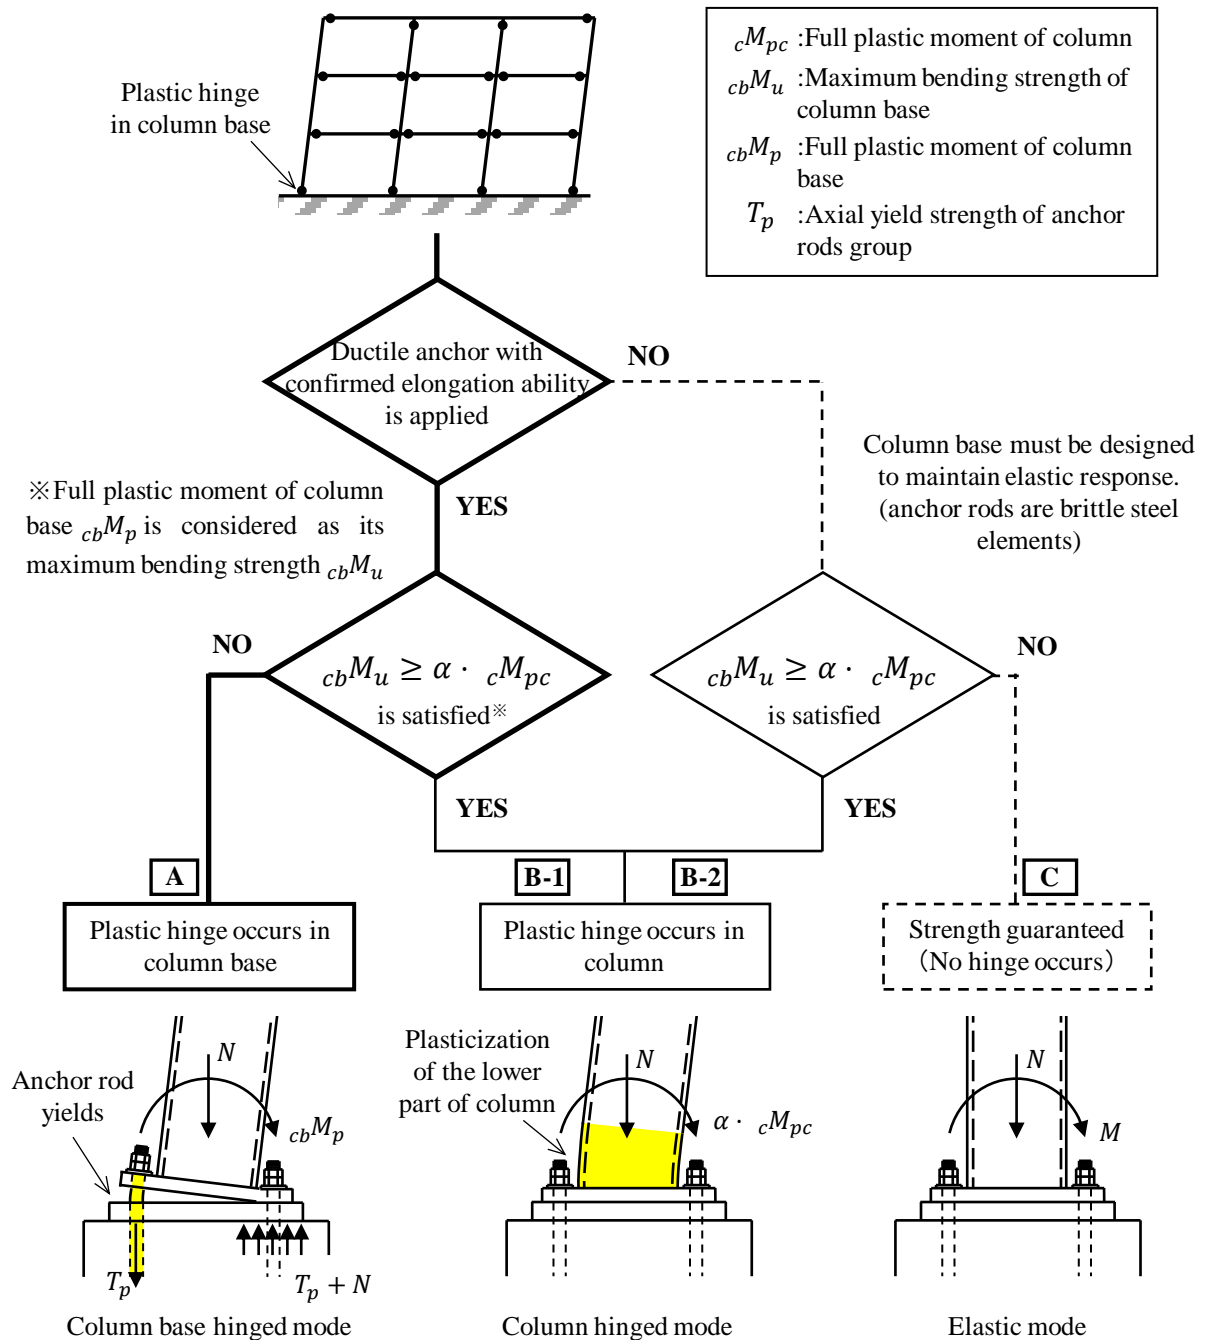 Plastic hinge
in column base
cMpc :Full plastic moment of column
cbMu :Maximum bending strength of
column base
cbMp :Full plastic moment of column
base
Tp :Axial yield strength of anchor
rods group
Ductile anchor with
confirmed elongation ability
is applied
NO
YES
※Full plastic moment of column
base cbMp is considered as its
maximum bending strength cbMu
Column base must be designed
to maintain elastic response.
(anchor rods are brittle steel
elements)
NO
cbMu ≥ α · cMpc
is satisfied※
YES
cbMu ≥ α · cMpc
is satisfied
NO
YES
A
B-1
B-2
C
Plastic hinge occurs in
column base
Plastic hinge occurs in
column
Strength guaranteed
（No hinge occurs）
Anchor rod
yields
N
cbMp
Tp
Tp + N
Plasticization
of the lower
part of column
N
α · cMpc
N
M
Column base hinged mode
Column hinged mode
Elastic mode